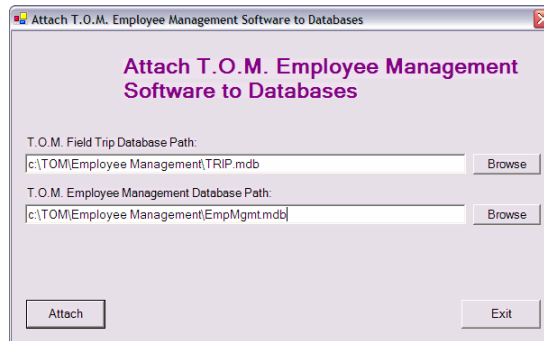 Attach T.O.M. Employee Management Software to Databases
Attach T.O.M. Employee Management
Software to Databases
T.O.M. Field Trip Database Path:
c:\TOM\Employee Management\TRIP.mdb
Browse
T.O.M. Employee Management Database Path:
c:\TOM\Employee Management\EmpMgmt.mdb
Browse
Attach
Exit